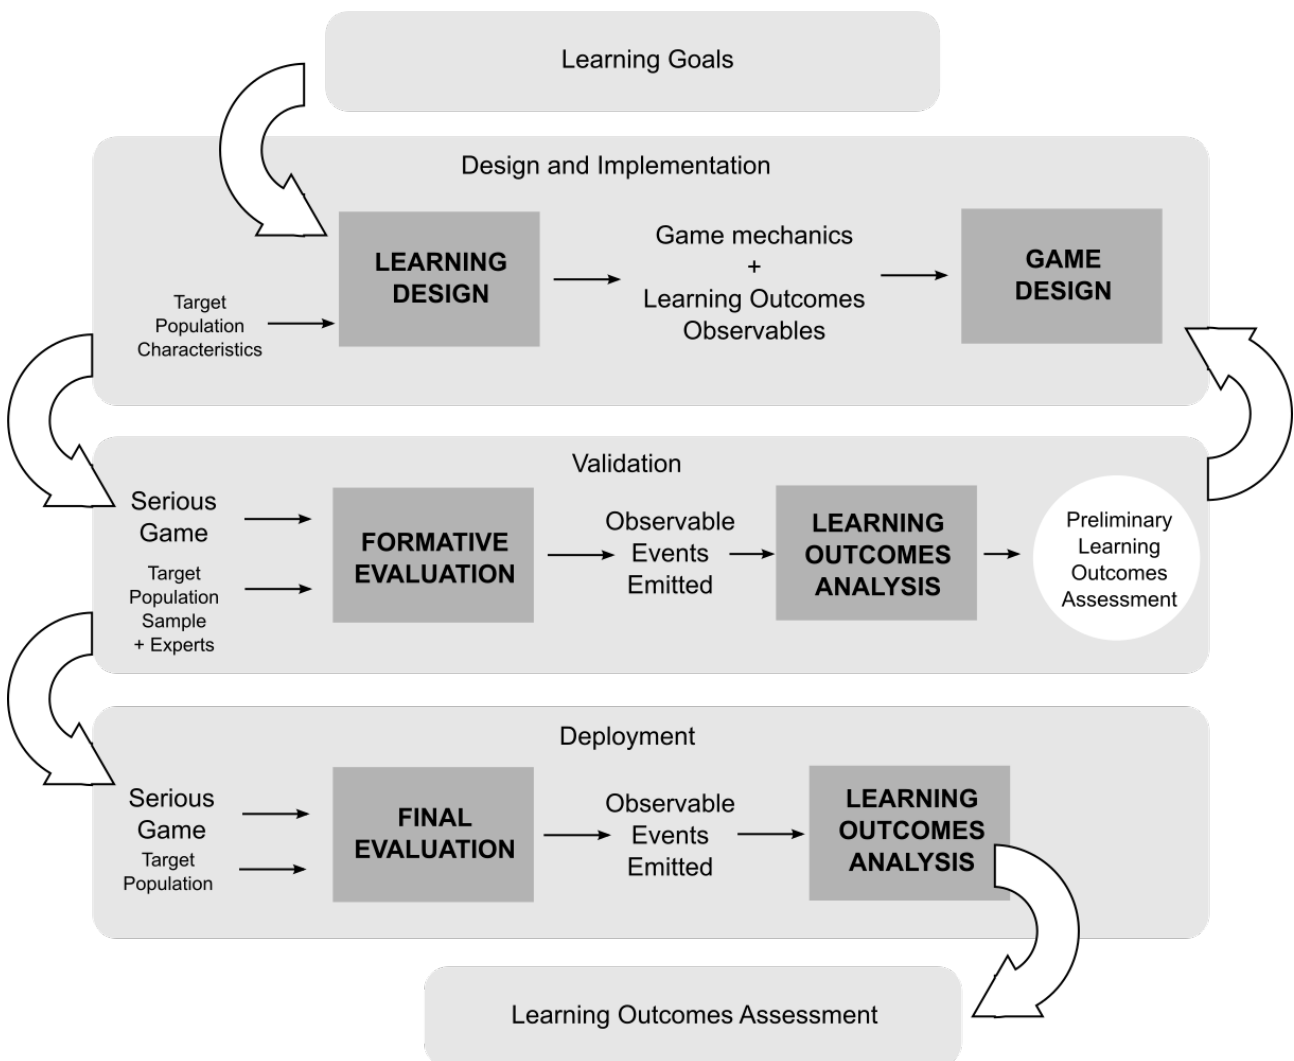 Learning Goals
Design and Implementation
LEARNING
DESIGN
Target
Population
Characteristics
Game mechanics
+
Learning Outcomes
Observables
GAME
DESIGN
Validation
Serious
Game
Target
Population
Sample
+ Experts
FORMATIVE
EVALUATION
Observable
Events
Emitted
LEARNING
OUTCOMES
ANALYSIS
Preliminary
Learning
Outcomes
Assessment
Deployment
Serious
Game
Target
Population
FINAL
EVALUATION
Observable
Events
Emitted
LEARNING
OUTCOMES
ANALYSIS
Learning Outcomes Assessment